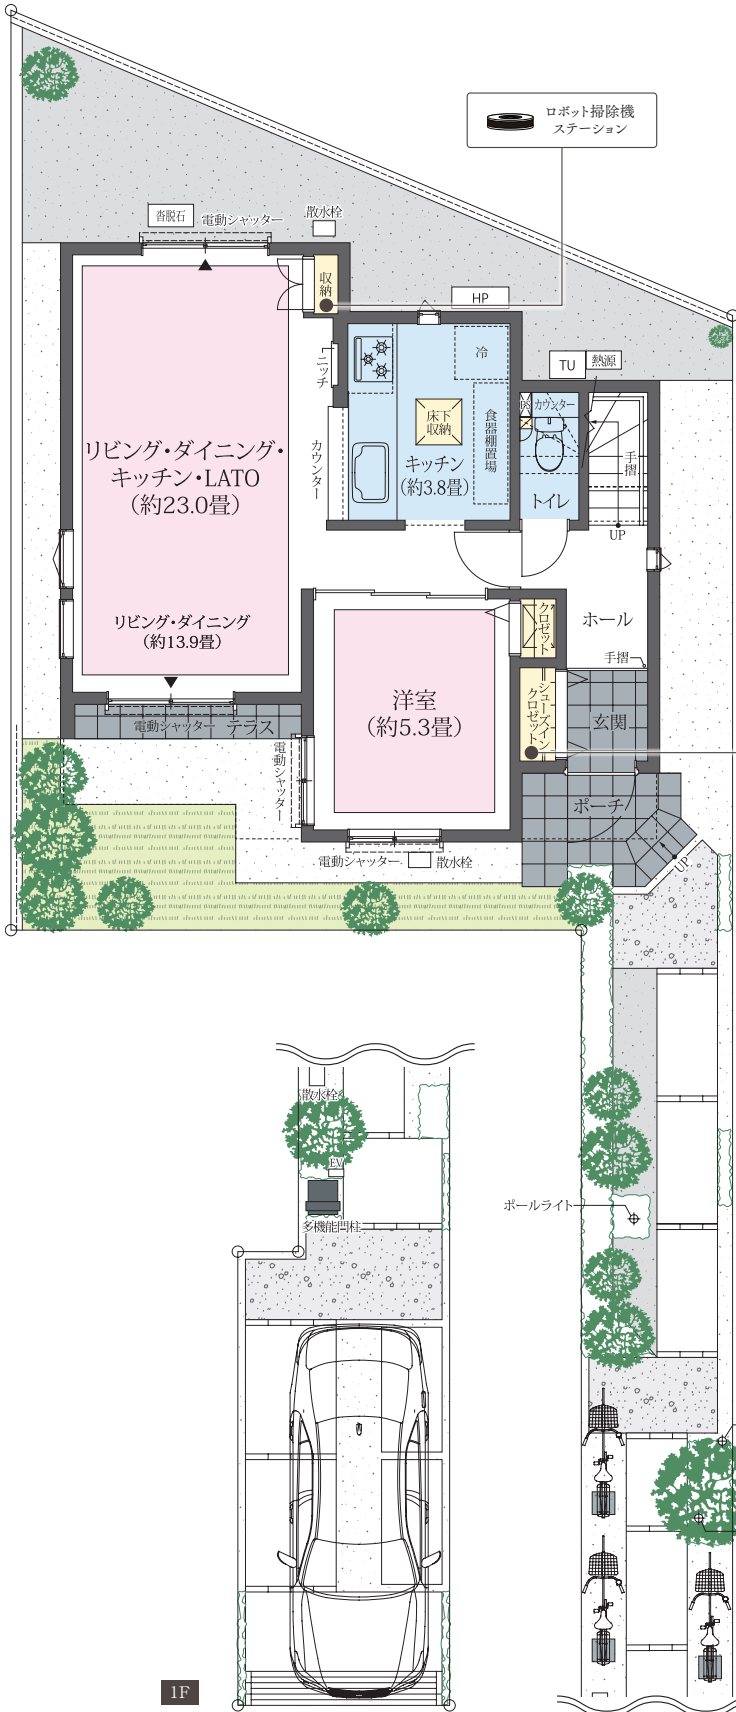 ロボット掃除機
ステーション
沓脱石
電動シャッター
散水栓
収納
HP
TU
熱源
ニッチ
冷
カウンター
床下
収納
食器棚置場
カウンター
キッチン
(約3.8畳)
トイレ
手摺
UP
リビング・ダイニング・
キッチン・LATO
(約23.0畳)
リビング・ダイニング
(約13.9畳)
クロゼット
ホール
手摺
洋室
(約5.3畳)
シューズイン
クロゼット
玄関
電動シャッター
テラス
電動シャッター
ポーチ
UP
電動シャッター
散水栓
散水栓
EV
多機能門柱
ポールライト
1F